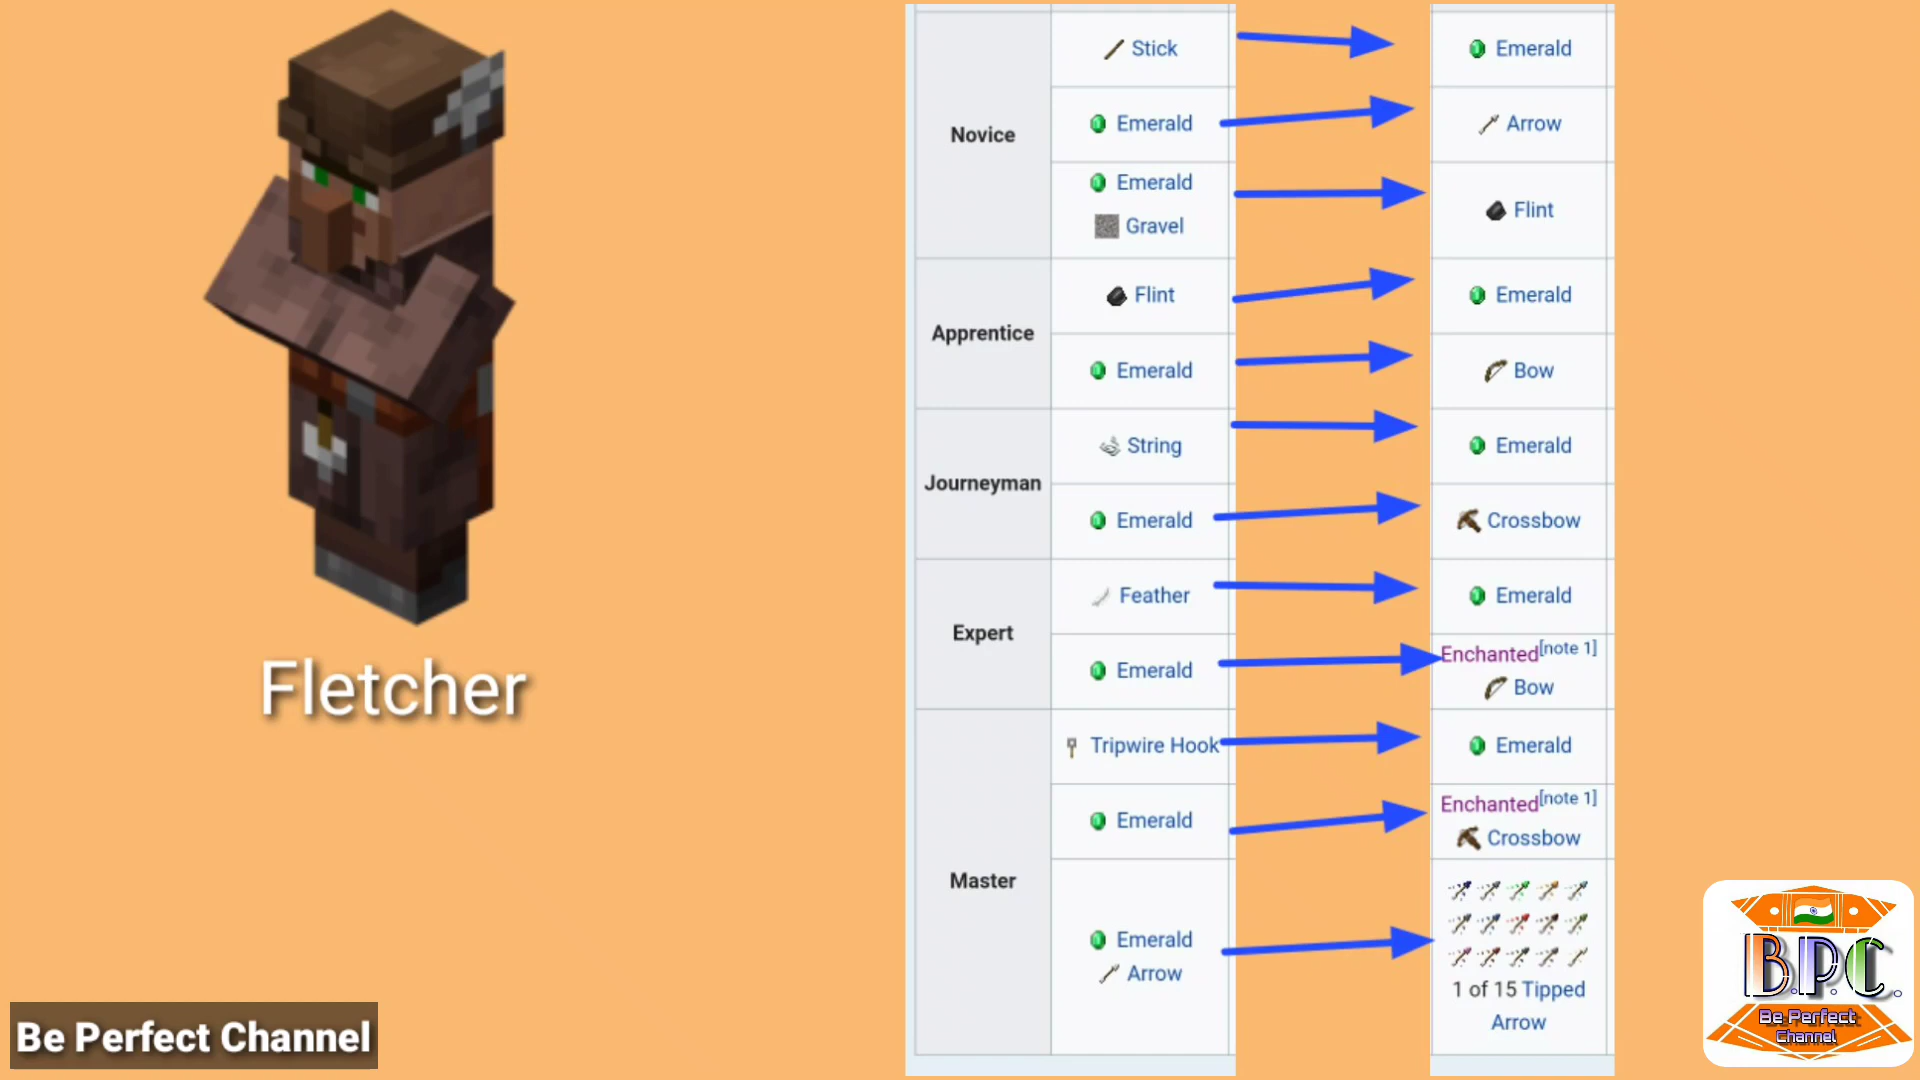 Novice
Stick
Emerald
Emerald
Arrow
Emerald
Gravel
Flint
Apprentice
Flint
Emerald
Emerald
Bow
Journeyman
String
Emerald
Emerald
Crossbow
Expert
Feather
Emerald
Emerald
Enchanted[note 1]
Bow
Master
Tripwire Hook
Emerald
Emerald
Enchanted[note 1]
Crossbow
Emerald
Arrow
1 of 15 Tipped
Arrow
Fletcher
Be Perfect Channel
B.P.C.
Be Perfect
Channel